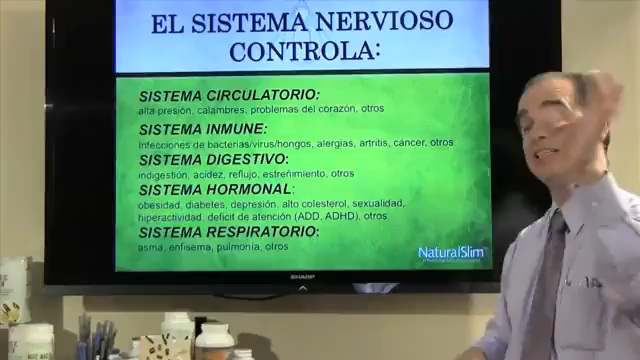 EL SISTEMA NERVIOSO
CONTROLA:
SISTEMA CIRCULATORIO:
alta presión, calambres, problemas del corazón, otros
SISTEMA INMUNE:
Infecciones de bacterias/virus/hongos, alergias, artritis, cáncer, otros
SISTEMA DIGESTIVO:
indigestión, acidez, reflujo, estreñimiento, otros
SISTEMA HORMONAL:
obesidad, diabetes, depresión, alto colesterol, sexualidad,
hiperactividad, deficit de atención (ADD, ADHD), otros
SISTEMA RESPIRATORIO:
asma, enfisema, pulmonía, otros
NaturalSlim
SHARP